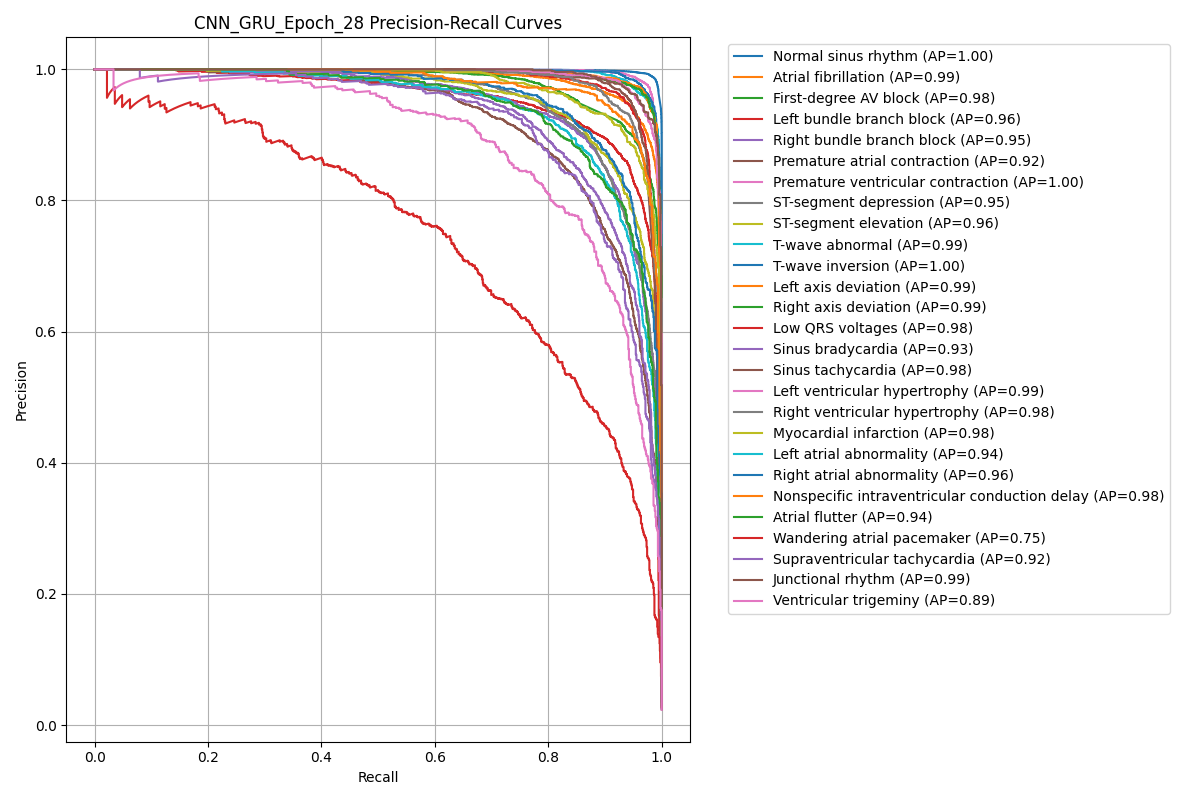 CNN_GRU_Epoch_28 Precision-Recall Curves
Precision
1.0
0.8
0.6
0.4
0.2
0.0
0.0 0.2 0.4 0.6 0.8 1.0
Recall
Normal sinus rhythm (AP=1.00)
Atrial fibrillation (AP=0.99)
First-degree AV block (AP=0.98)
Left bundle branch block (AP=0.96)
Right bundle branch block (AP=0.95)
Premature atrial contraction (AP=0.92)
Premature ventricular contraction (AP=1.00)
ST-segment depression (AP=0.95)
ST-segment elevation (AP=0.96)
T-wave abnormal (AP=0.99)
T-wave inversion (AP=1.00)
Left axis deviation (AP=0.99)
Right axis deviation (AP=0.99)
Low QRS voltages (AP=0.98)
Sinus bradycardia (AP=0.93)
Sinus tachycardia (AP=0.98)
Left ventricular hypertrophy (AP=0.99)
Right ventricular hypertrophy (AP=0.98)
Myocardial infarction (AP=0.98)
Left atrial abnormality (AP=0.94)
Right atrial abnormality (AP=0.96)
Nonspecific intraventricular conduction delay (AP=0.98)
Atrial flutter (AP=0.94)
Wandering atrial pacemaker (AP=0.75)
Supraventricular tachycardia (AP=0.92)
Junctional rhythm (AP=0.99)
Ventricular trigeminy (AP=0.89)